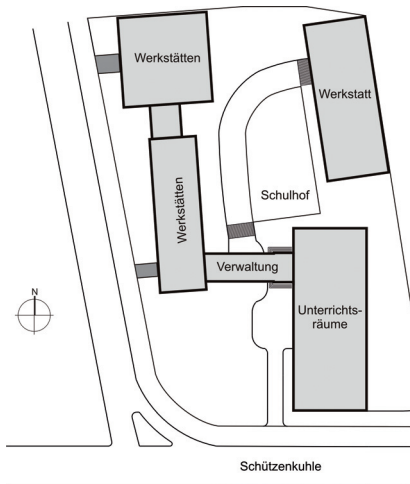 Werkstätten
Werkstatt
Werkstätten
Schulhof
Verwaltung
N
Unterrichts-
räume
Schützenkuhle